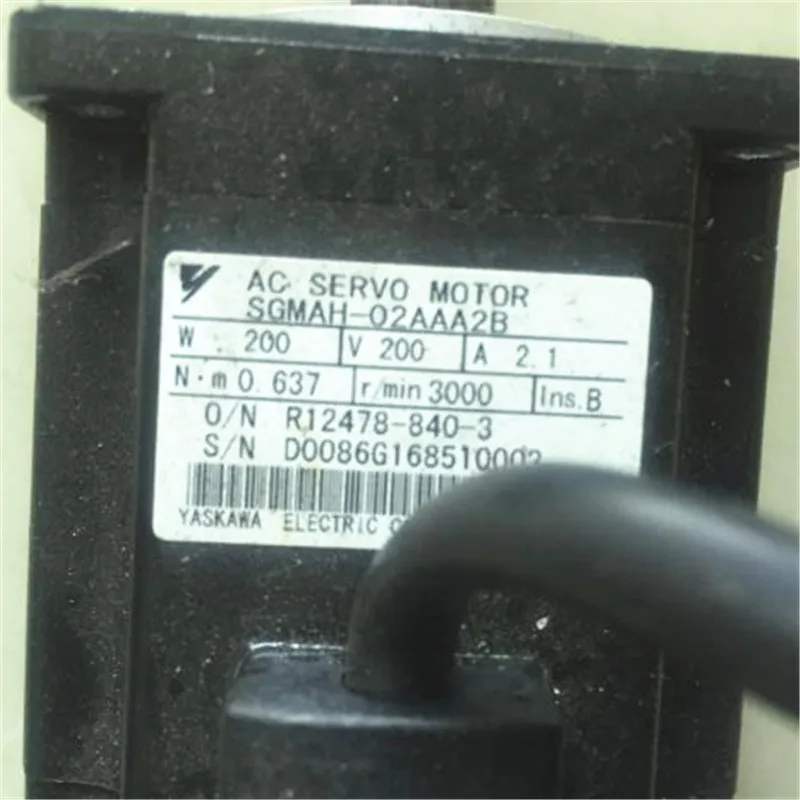 AC SERVO MOTOR
SGMAH-02AAA2B
W 200 V 200 A 2.1
N·m 0.637 r/min 3000 Ins.B
O/N R12478-840-3
S/N
YASKAWA ELECTRIC